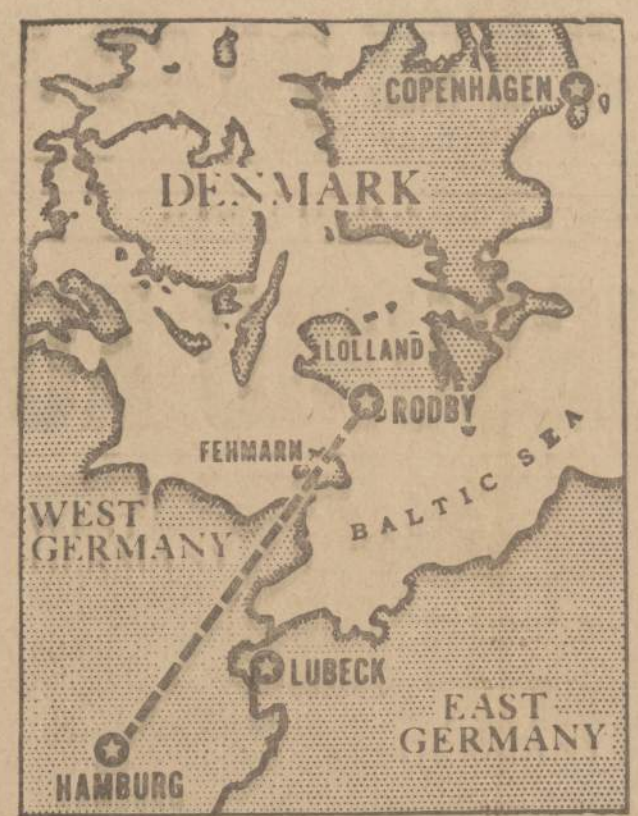 COPENHAGEN
DENMARK
LOLLAND
RODBY
FEHMARN
BALTIC SEA
WEST
GERMANY
LUBECK
EAST
GERMANY
HAMBURG